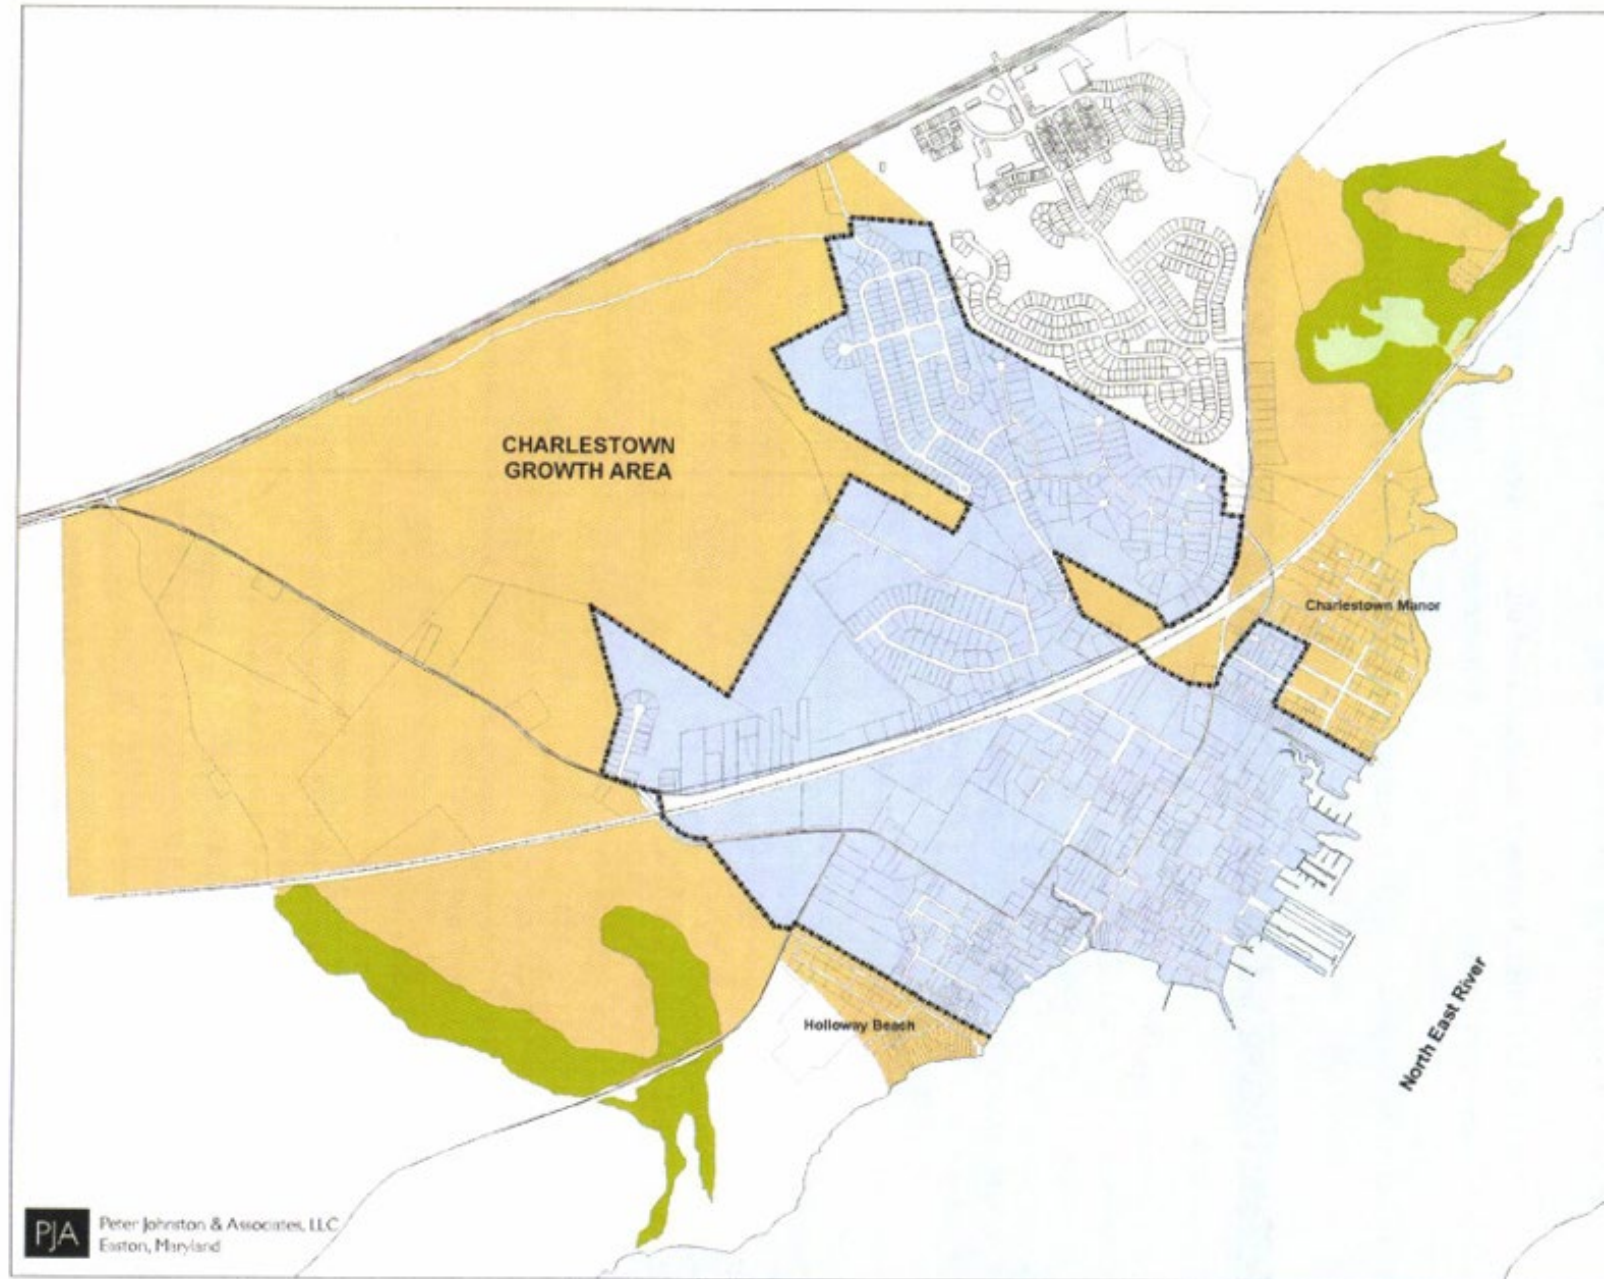 CHARLESTOWN
GROWTH AREA
Charlestown Manor
Holloway Beach
North East River
PJA
Peter Johnston & Associates, LLC
Easton, Maryland